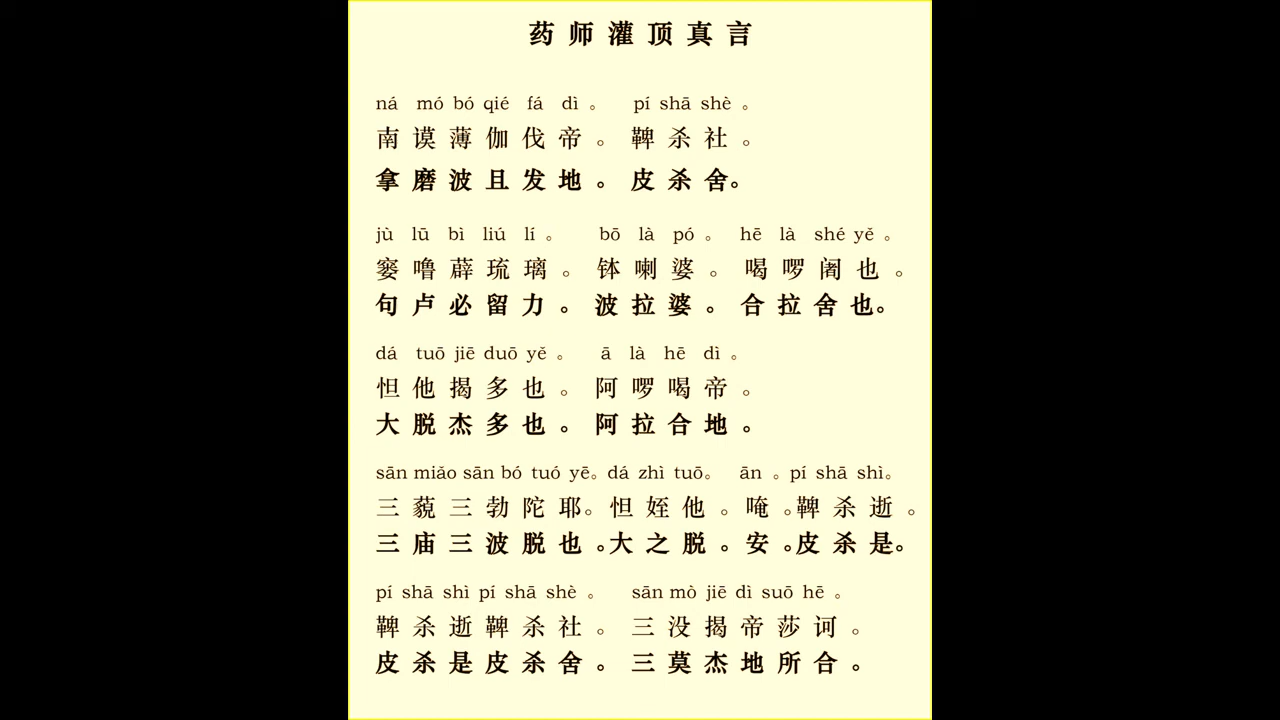 药师灌顶真言
ná mó bó qié fá dì 。 pí shā shè 。
南谟薄伽伐帝。鞞杀社。
拿磨波且发地。皮杀舍。
jù lū bì liú lí 。 bō là pó 。 hē là shé yě 。
窭噜薜琉璃。钵喇婆。喝啰阇也。
句卢必留力。波拉婆。合拉舍也。
dá tuō jiē duō yě 。 ā là hē dì 。
怛他揭多也。阿啰喝帝。
大脱杰多也。阿拉合地。
sān miǎo sān bó tuó yē。dá zhì tuō。 ān 。pí shā shì。
三藐三勃陀耶。怛姪他。唵。鞞杀逝。
三庙三波脱也。大之脱。安。皮杀是。
pí shā shì pí shā shè 。 sān mò jiē dì suō hē 。
鞞杀逝鞞杀社。三没揭帝莎诃。
皮杀是皮杀舍。三莫杰地所合。